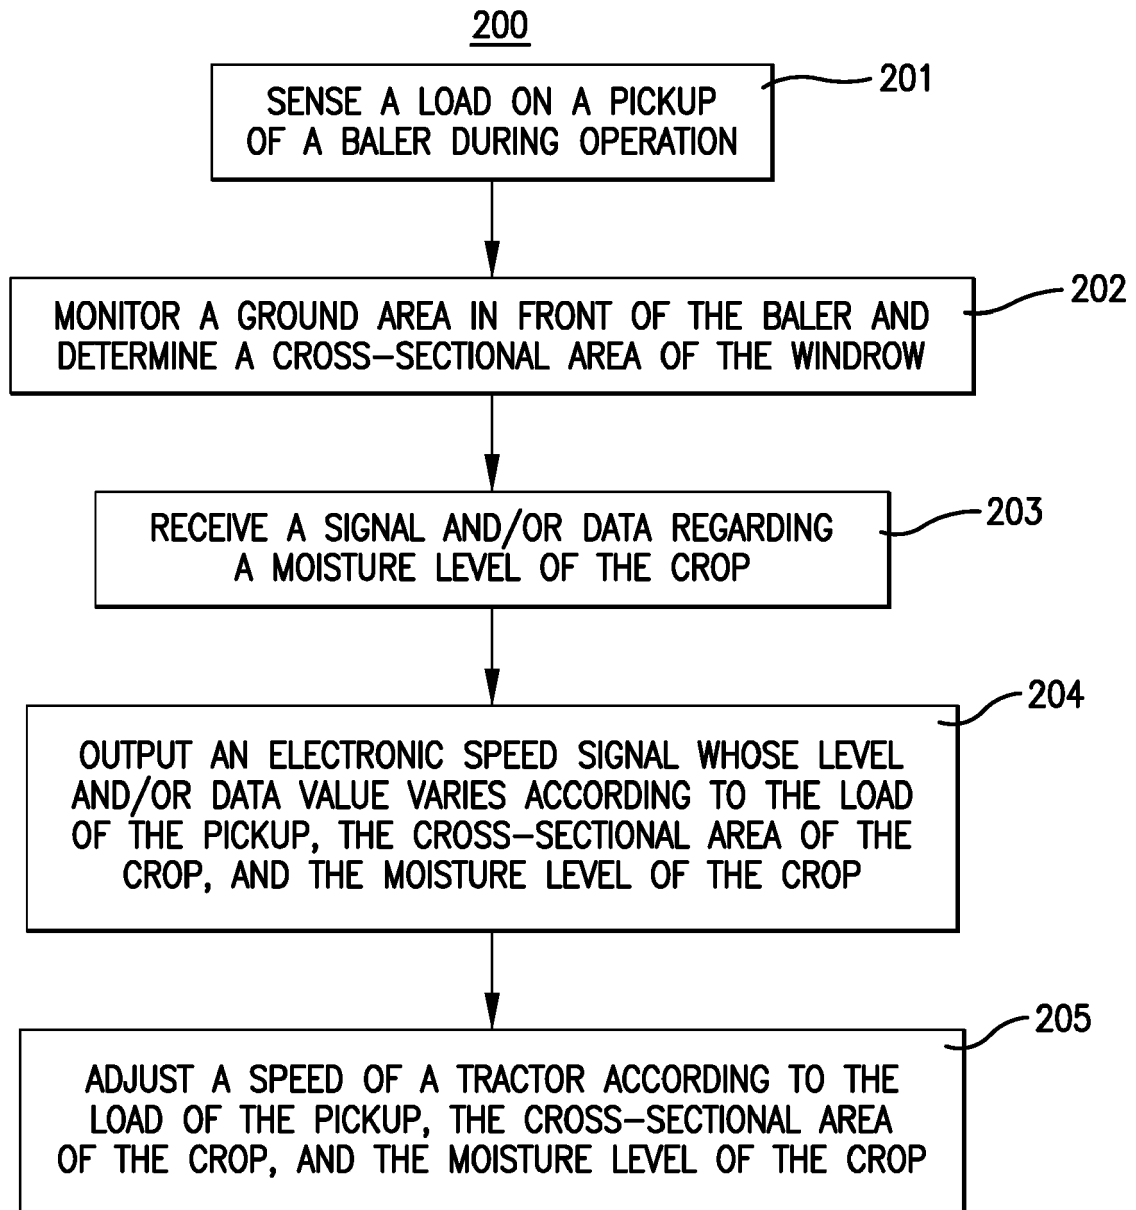 200
201
SENSE A LOAD ON A PICKUP
OF A BALER DURING OPERATION
202
MONITOR A GROUND AREA IN FRONT OF THE BALER AND
DETERMINE A CROSS–SECTIONAL AREA OF THE WINDROW
203
RECEIVE A SIGNAL AND/OR DATA REGARDING
A MOISTURE LEVEL OF THE CROP
204
OUTPUT AN ELECTRONIC SPEED SIGNAL WHOSE LEVEL
AND/OR DATA VALUE VARIES ACCORDING TO THE LOAD
OF THE PICKUP, THE CROSS–SECTIONAL AREA OF THE
CROP, AND THE MOISTURE LEVEL OF THE CROP
205
ADJUST A SPEED OF A TRACTOR ACCORDING TO THE
LOAD OF THE PICKUP, THE CROSS–SECTIONAL AREA
OF THE CROP, AND THE MOISTURE LEVEL OF THE CROP